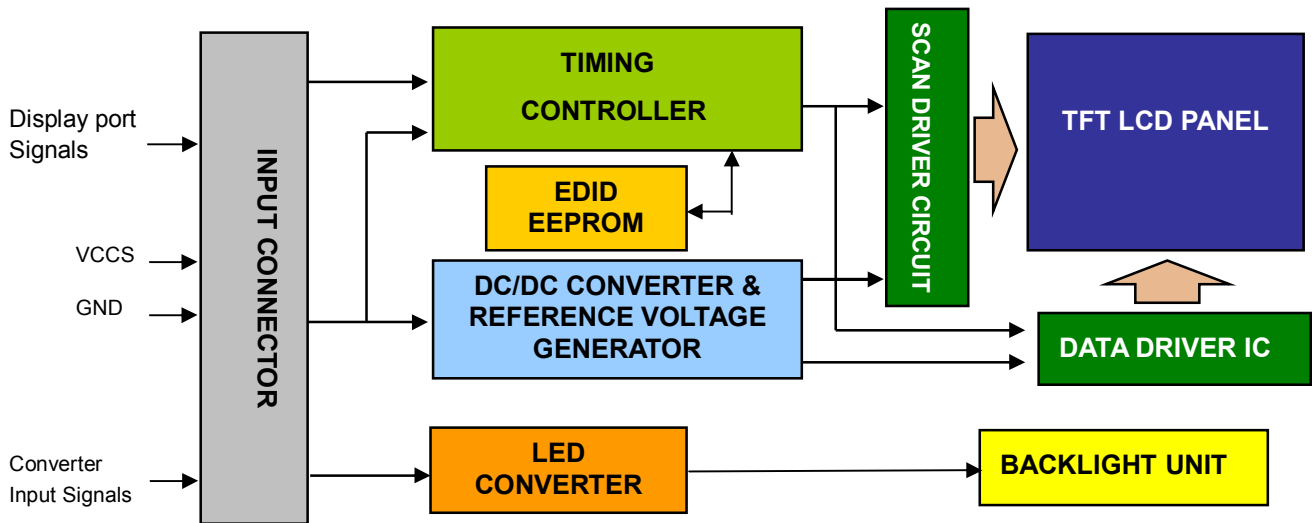 Display port
Signals
VCCS
GND
Converter
Input Signals
INPUT CONNECTOR
TIMING
CONTROLLER
EDID
EEPROM
DC/DC CONVERTER &
REFERENCE VOLTAGE
GENERATOR
LED
CONVERTER
SCAN DRIVER CIRCUIT
TFT LCD PANEL
DATA DRIVER IC
BACKLIGHT UNIT